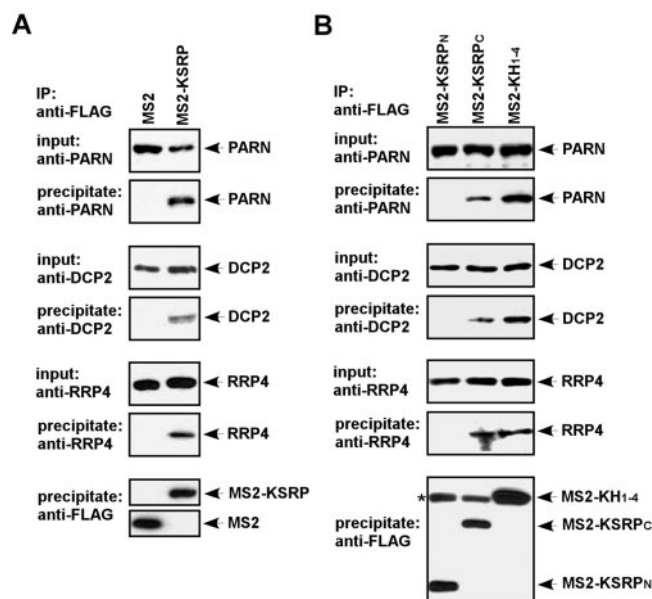 A
B
IP:
anti-FLAG
MS2
MS2-KSRP
input:
anti-PARN
PARN
precipitate:
anti-PARN
PARN
input:
anti-DCP2
DCP2
precipitate:
anti-DCP2
DCP2
input:
anti-RRP4
RRP4
precipitate:
anti-RRP4
RRP4
precipitate:
anti-FLAG
MS2-KSRP
MS2
IP:
anti-FLAG
MS2-KSRPN
MS2-KSRPC
MS2-KH1-4
input:
anti-PARN
PARN
precipitate:
anti-PARN
PARN
input:
anti-DCP2
DCP2
precipitate:
anti-DCP2
DCP2
input:
anti-RRP4
RRP4
precipitate:
anti-RRP4
RRP4
*
MS2-KH1-4
precipitate:
anti-FLAG
MS2-KSRPC
MS2-KSRPN